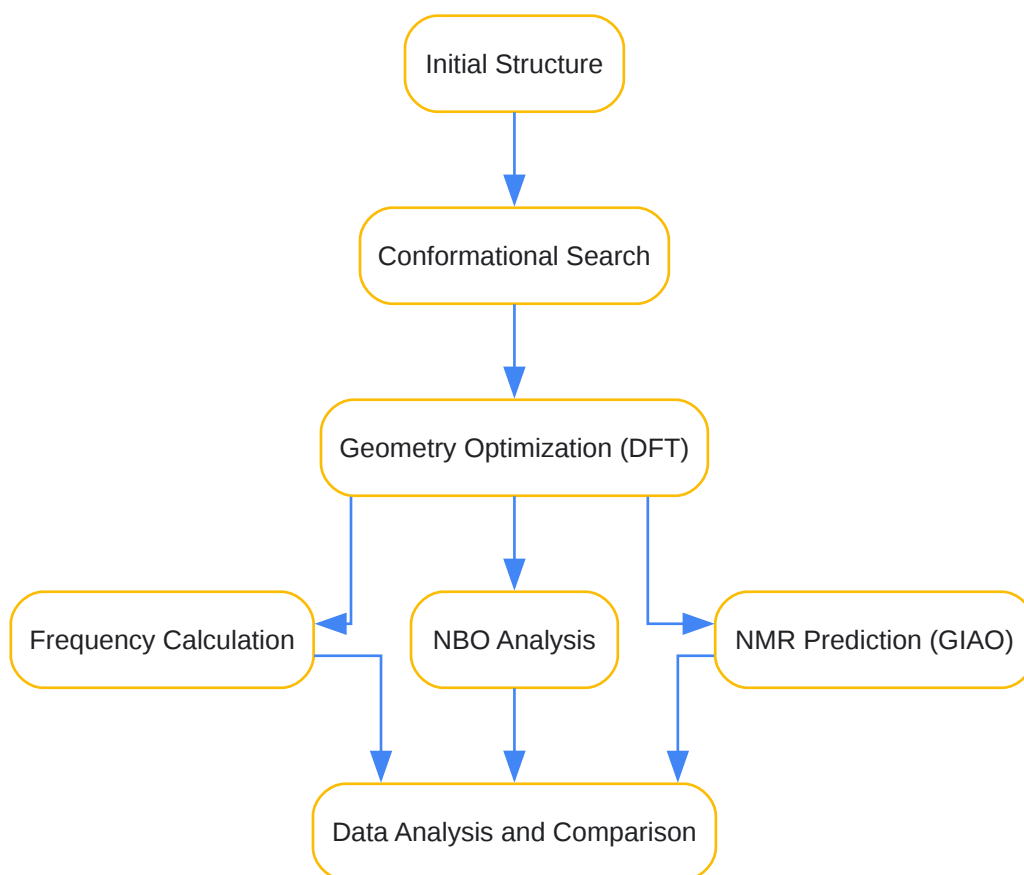 Initial Structure
Conformational Search
Geometry Optimization (DFT)
Frequency Calculation
NBO Analysis
NMR Prediction (GIAO)
Data Analysis and Comparison